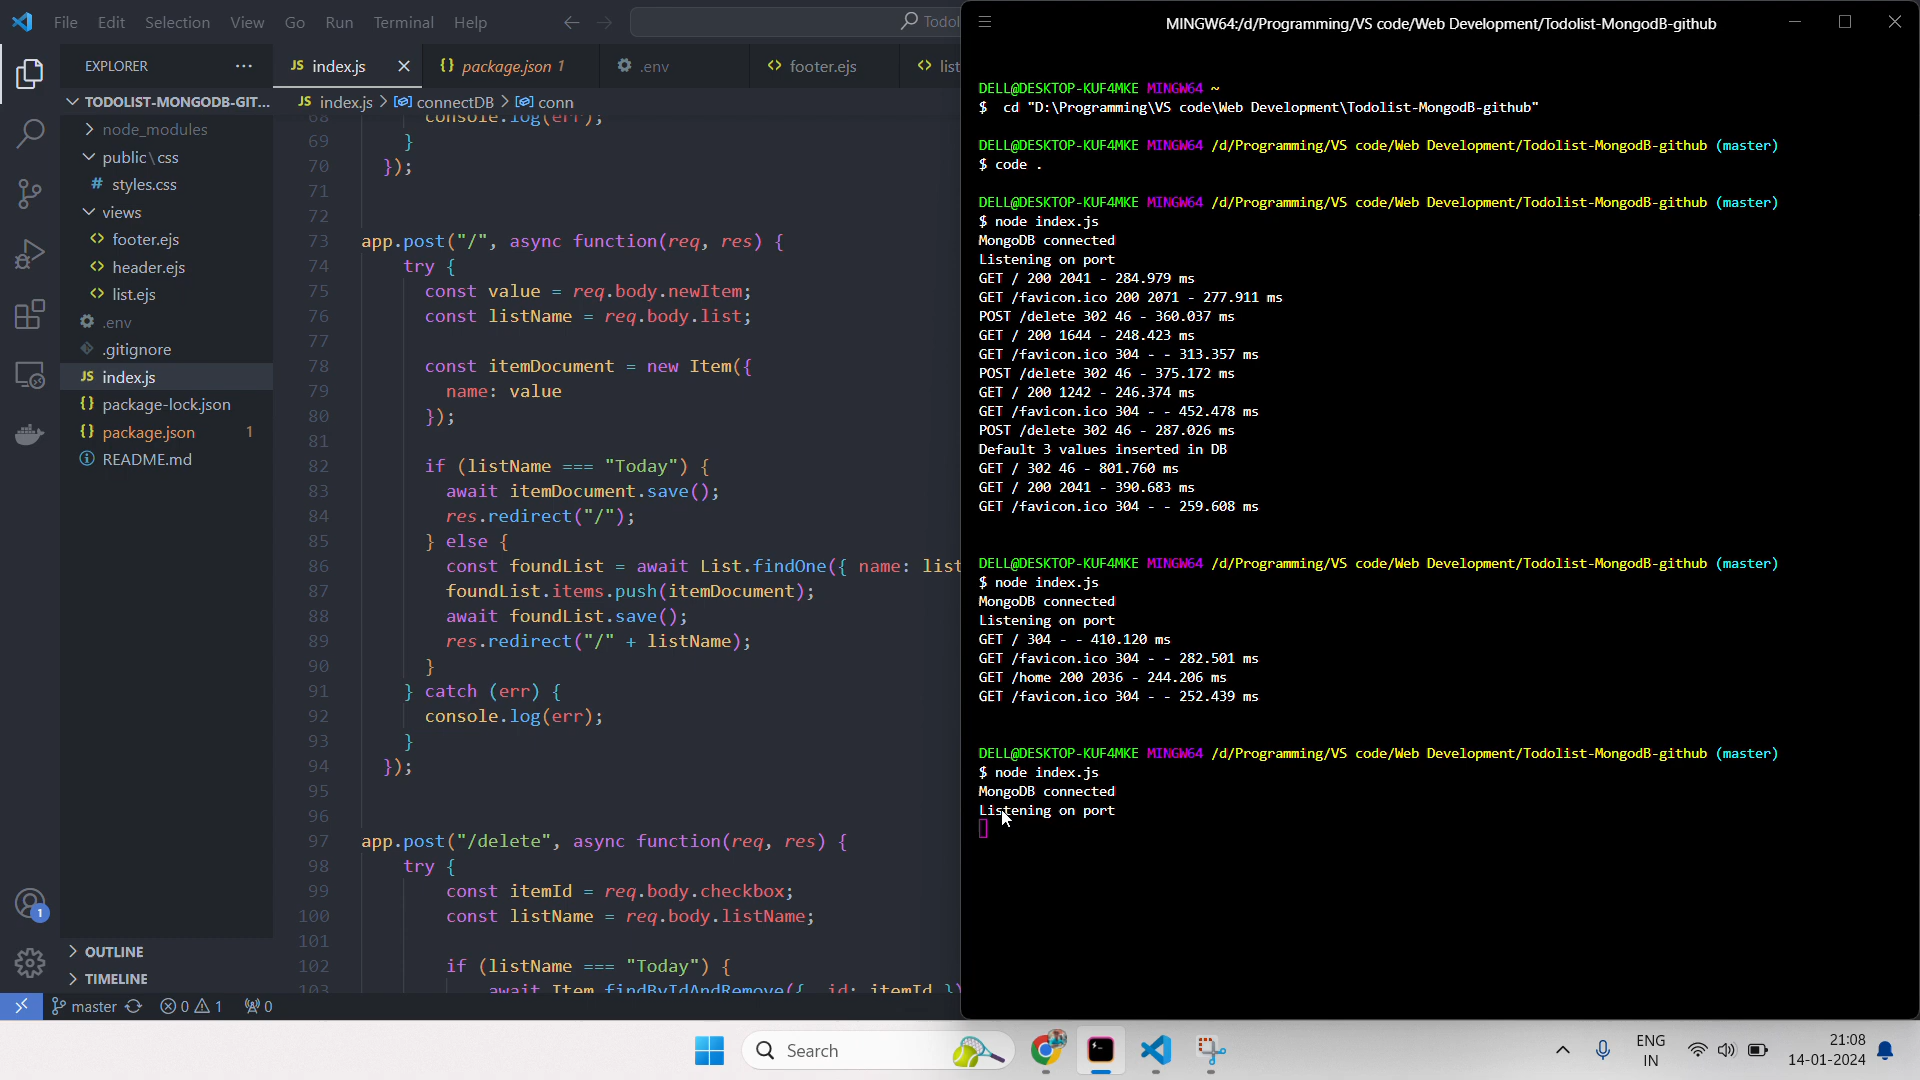 File Edit Selection View Go Run Terminal Help
Todol
EXPLORER
TODOLIST-MONGODB-GIT...
node_modules
public\css
# styles.css
views
<> footer.ejs
<> header.ejs
<> list.ejs
.env
.gitignore
JS index.js
{} package-lock.json
{} package.json 1
README.md
OUTLINE
TIMELINE
JS index.js
{} package.json 1
.env
<> footer.ejs
<> list
JS index.js > connectDB > conn
68 console.log(err);
69 }
70 });
71
72
73 app.post("/", async function(req, res) {
74 try {
75 const value = req.body.newItem;
76 const listName = req.body.list;
77
78 const itemDocument = new Item({
79 name: value
80 });
81
82 if (listName === "Today") {
83 await itemDocument.save();
84 res.redirect("/");
85 } else {
86 const foundList = await List.findOne({ name: list
87 foundList.items.push(itemDocument);
88 await foundList.save();
89 res.redirect("/" + listName);
90 }
91 } catch (err) {
92 console.log(err);
93 }
94 });
95
96
97 app.post("/delete", async function(req, res) {
98 try {
99 const itemId = req.body.checkbox;
100 const listName = req.body.listName;
101
102 if (listName === "Today") {
103 await Item.findByIdAndRemove({ _id: itemId })
master 0 1 0
MINGW64:/d/Programming/VS code/Web Development/Todolist-MongodB-github
DELL@DESKTOP-KUF4MKE MINGW64 ~
$ cd "D:\Programming\VS code\Web Development\Todolist-MongodB-github"
DELL@DESKTOP-KUF4MKE MINGW64 /d/Programming/VS code/Web Development/Todolist-MongodB-github (master)
$ code .
DELL@DESKTOP-KUF4MKE MINGW64 /d/Programming/VS code/Web Development/Todolist-MongodB-github (master)
$ node index.js
MongoDB connected
Listening on port
GET / 200 2041 - 284.979 ms
GET /favicon.ico 200 2071 - 277.911 ms
POST /delete 302 46 - 360.037 ms
GET / 200 1644 - 248.423 ms
GET /favicon.ico 304 - - 313.357 ms
POST /delete 302 46 - 375.172 ms
GET / 200 1242 - 246.374 ms
GET /favicon.ico 304 - - 452.478 ms
POST /delete 302 46 - 287.026 ms
Default 3 values inserted in DB
GET / 302 46 - 801.760 ms
GET / 200 2041 - 390.683 ms
GET /favicon.ico 304 - - 259.608 ms
DELL@DESKTOP-KUF4MKE MINGW64 /d/Programming/VS code/Web Development/Todolist-MongodB-github (master)
$ node index.js
MongoDB connected
Listening on port
GET / 304 - - 410.120 ms
GET /favicon.ico 304 - - 282.501 ms
GET /home 200 2036 - 244.206 ms
GET /favicon.ico 304 - - 252.439 ms
DELL@DESKTOP-KUF4MKE MINGW64 /d/Programming/VS code/Web Development/Todolist-MongodB-github (master)
$ node index.js
MongoDB connected
Listening on port
Search
ENG
IN
21:08
14-01-2024